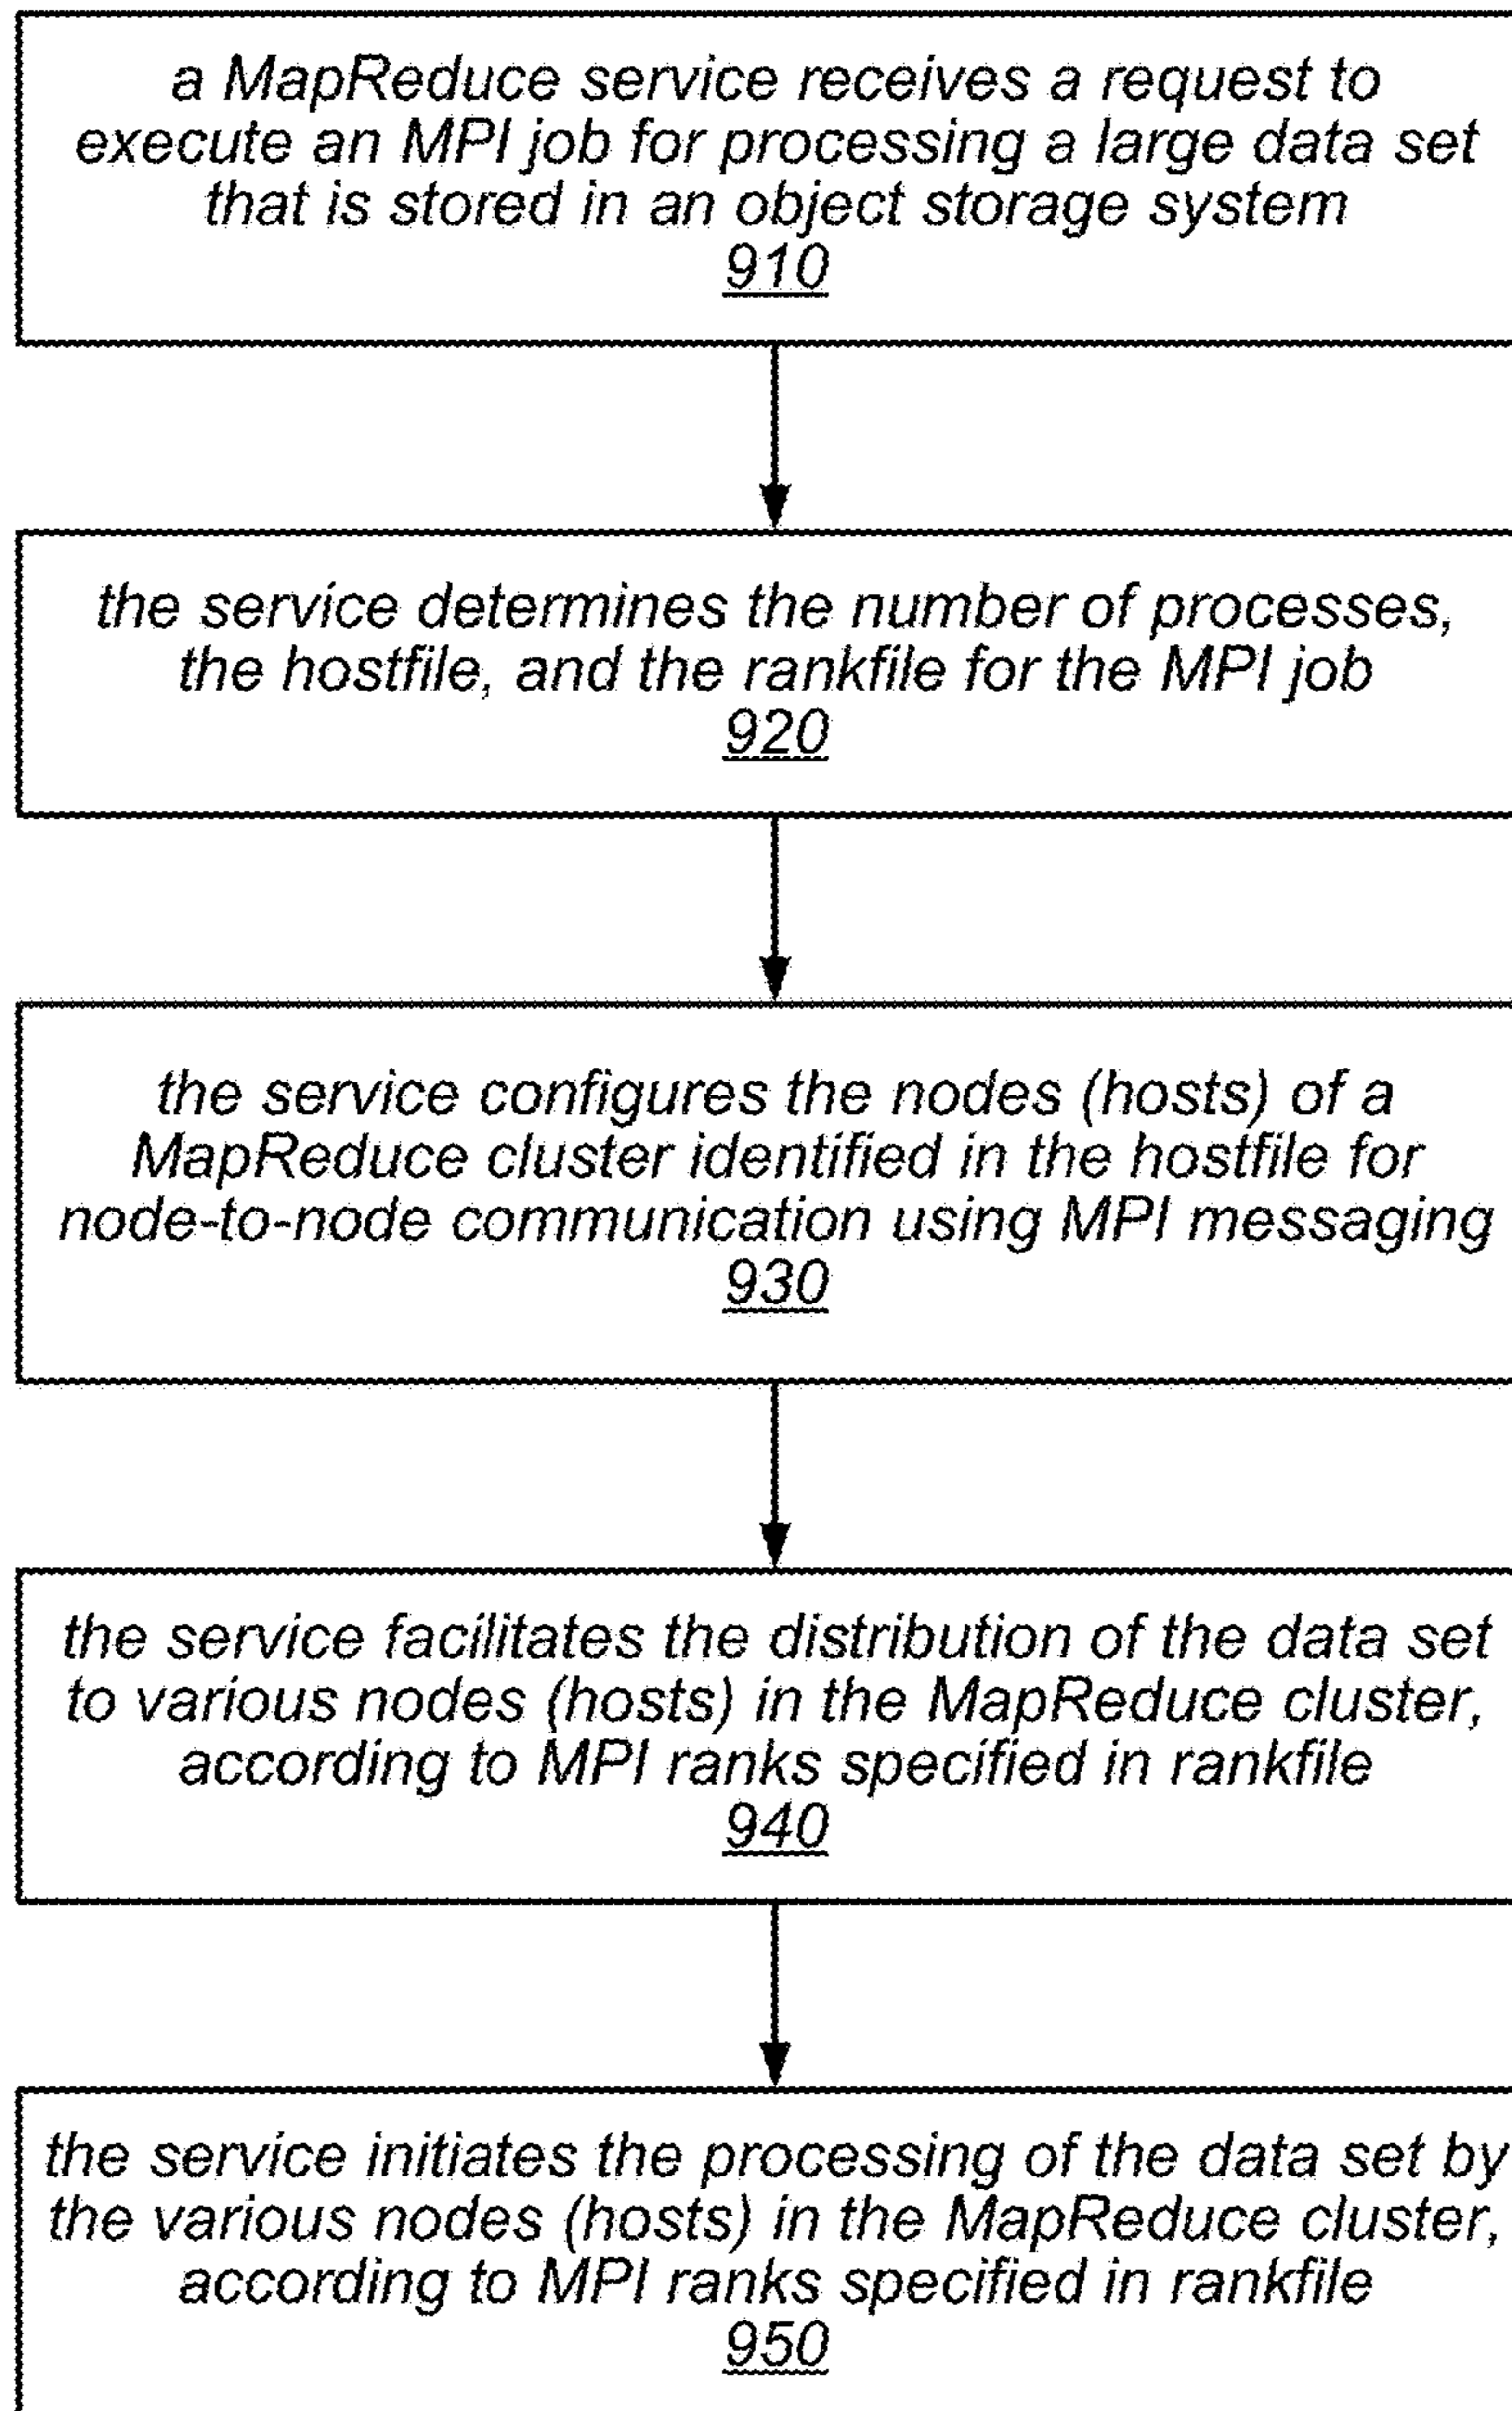 a MapReduce service receives a request to
execute an MPI job for processing a large data set
that is stored in an object storage system
910
the service determines the number of processes,
the hostfile, and the rankfile for the MPI job
920
the service configures the nodes (hosts) of a
MapReduce cluster identified in the hostfile for
node-to-node communication using MPI messaging
930
the service facilitates the distribution of the data set
to various nodes (hosts) in the MapReduce cluster,
according to MPI ranks specified in rankfile
940
the service initiates the processing of the data set by
the various nodes (hosts) in the MapReduce cluster,
according to MPI ranks specified in rankfile
950